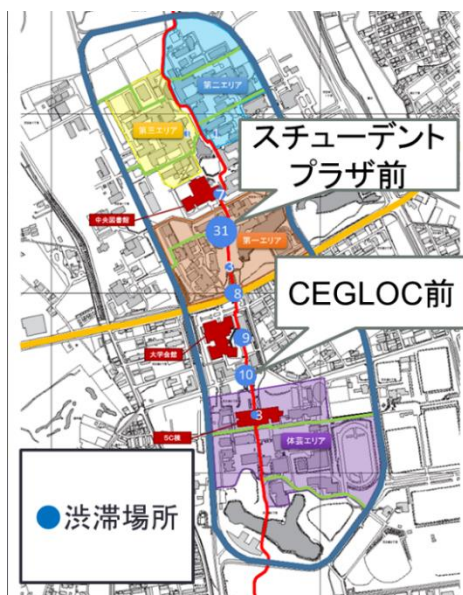 第二エリア
第三エリア
スチューデント
プラザ前
7
中央図書館
31
第一エリア
3
8
CEGLOC前
9
大学会館
10
3
5C棟
体芸エリア
渋滞場所